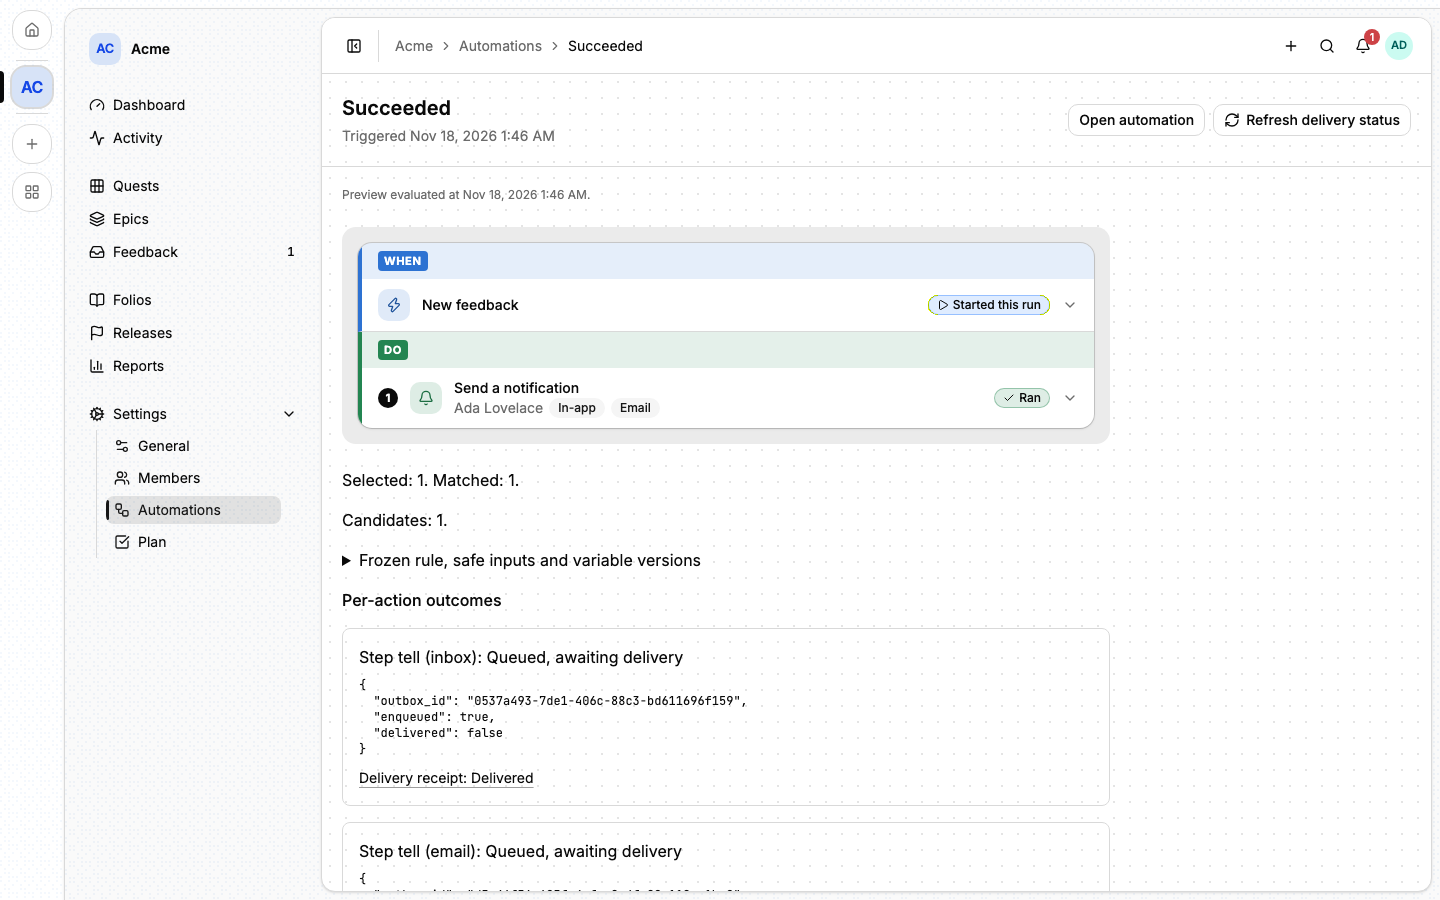 AC
Acme
Dashboard
Activity
Quests
Epics
Feedback 1
Folios
Releases
Reports
Settings
General
Members
Automations
Plan
AC
Acme > Automations > Succeeded
1
AD
Succeeded
Triggered Nov 18, 2026 1:46 AM
Open automation
Refresh delivery status
Preview evaluated at Nov 18, 2026 1:46 AM.
WHEN
New feedback
Started this run
DO
1
Send a notification
Ada Lovelace In-app Email
Ran
Selected: 1. Matched: 1.
Candidates: 1.
Frozen rule, safe inputs and variable versions
Per-action outcomes
Step tell (inbox): Queued, awaiting delivery
{
"outbox_id": "0537a493-7de1-406c-88c3-bd611696f159",
"enqueued": true,
"delivered": false
}
Delivery receipt: Delivered
Step tell (email): Queued, awaiting delivery
{